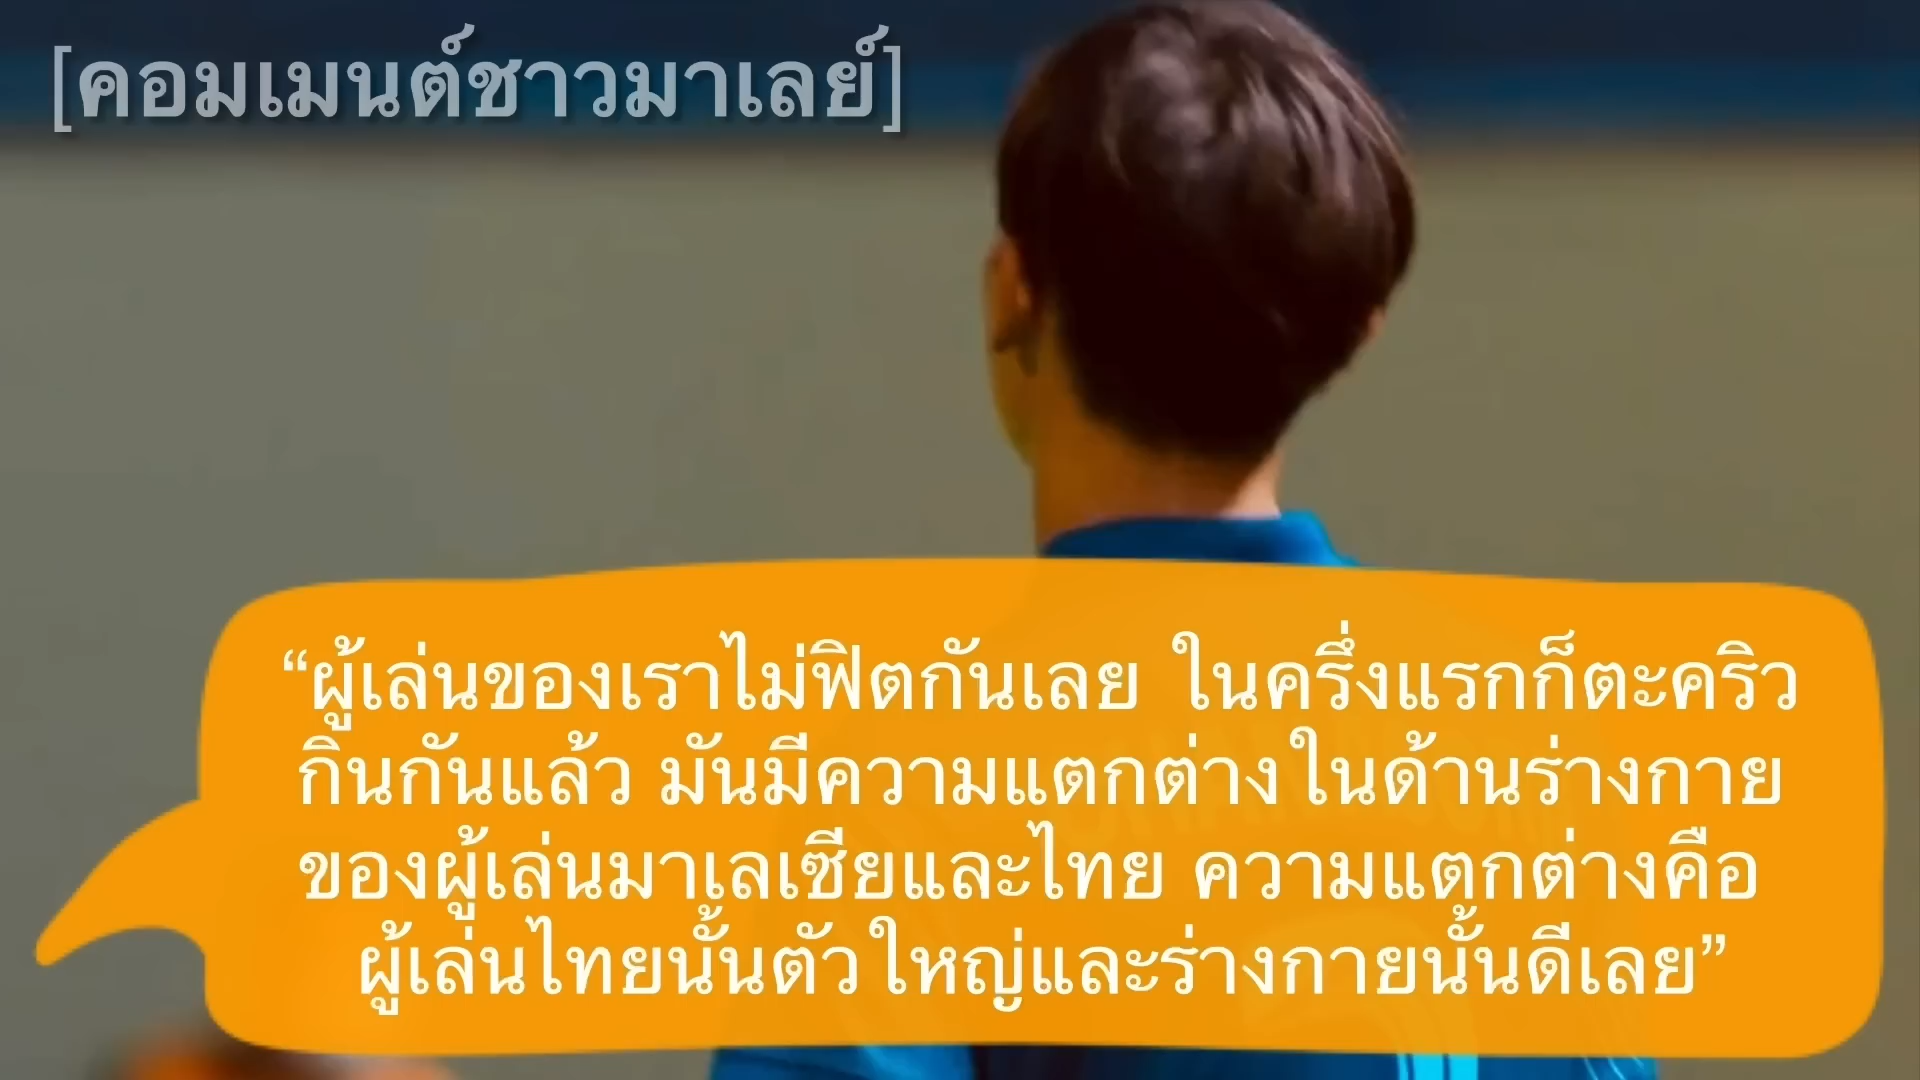 [คอมเมนต์ชาวมาเลย์]
“ผู้เล่นของเราไม่ฟิตกันเลย ในครึ่งแรกก็ตะคริว
กินกันแล้ว มันมีความแตกต่างในด้านร่างกาย
ของผู้เล่นมาเลเซียและไทย ความแตกต่างคือ
ผู้เล่นไทยนั้นตัวใหญ่และร่างกายนั้นดีเลย”